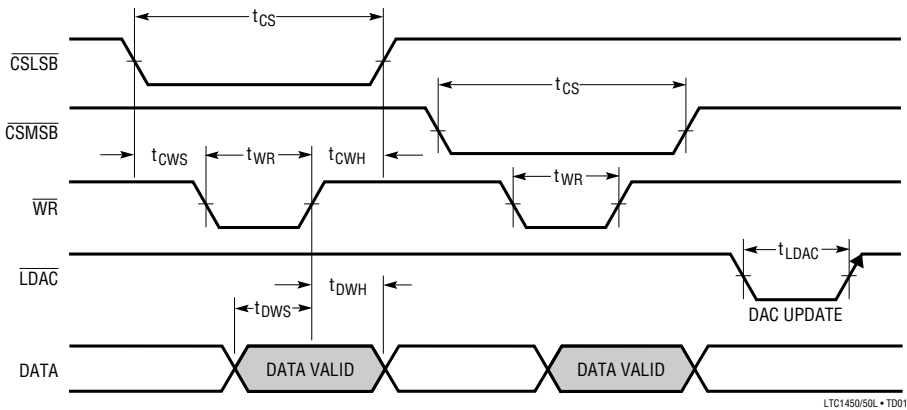 tCS
CSLSB
tCS
CSMSB
tCWS
tWR
tCWH
tWR
WR
LDAC
tLDAC
tDWH
tDWS
DAC UPDATE
DATA
DATA VALID
DATA VALID
LTC1450/50L • TD01